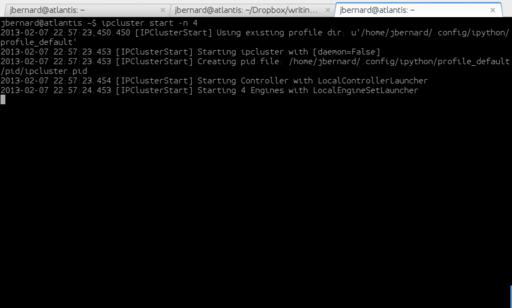 jbernard@atlantis: ~
jbernard@atlantis: ~/Dropbox/writin...
jbernard@atlantis: ~
jbernard@atlantis ~$ ipcluster start -n 4
2013-02-07 22 57 23,450 450 [IPClusterStart] Using existing profile dir  u'/home/jbernard/ config/ipython/
profile_default'
2013-02-07 22 57 23 453 [IPClusterStart] Starting ipcluster with [daemon=False]
2013-02-07 22 57 23 453 [IPClusterStart] Creating pid file  /home/jbernard/ config/ipython/profile_default
/pid/ipcluster pid
2013-02-07 22 57 23 454 [IPClusterStart] Starting Controller with LocalControllerLauncher
2013-02-07 22 57 24 453 [IPClusterStart] Starting 4 Engines with LocalEngineSetLauncher